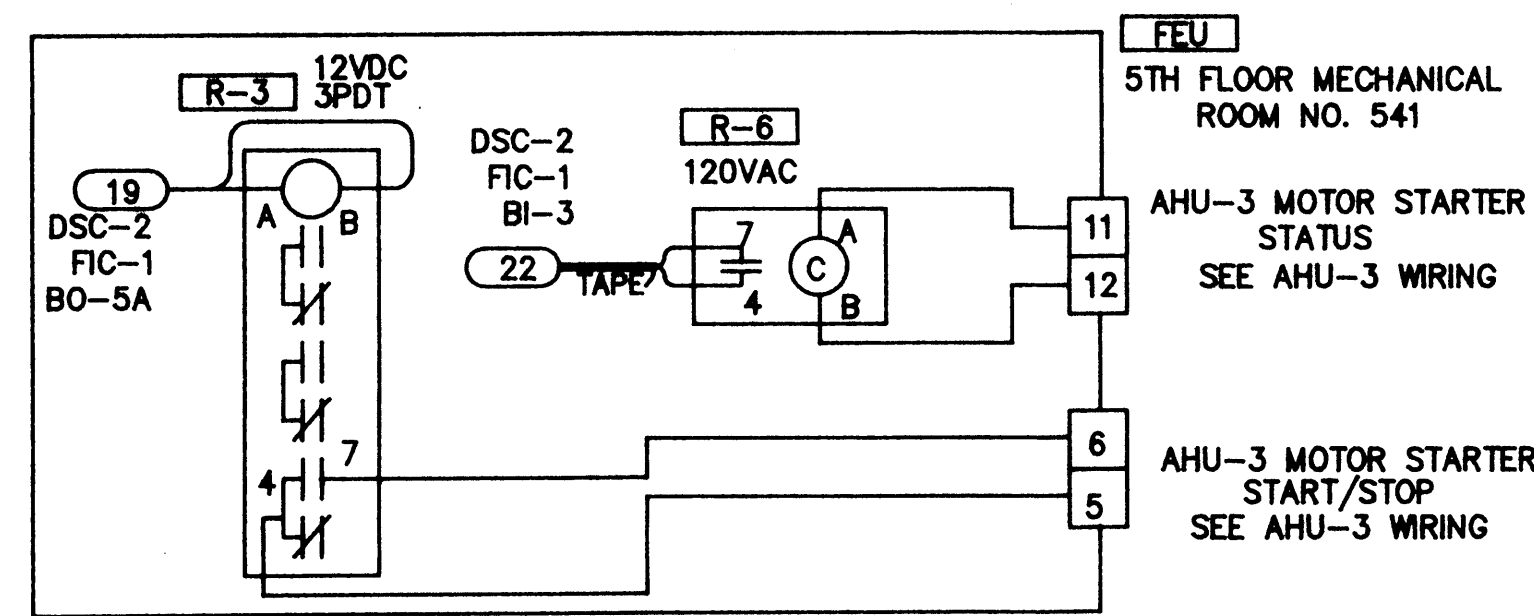 FEU
5TH FLOOR MECHANICAL
ROOM NO. 541
R-3
12VDC
3PDT
19
A
B
DSC-2
FIC-1
BO-5A
7
4
DSC-2
FIC-1
BI-3
22
TAPE
R-6
120VAC
7
4
A
C
B
11
12
AHU-3 MOTOR STARTER
STATUS
SEE AHU-3 WIRING
6
5
AHU-3 MOTOR STARTER
START/STOP
SEE AHU-3 WIRING